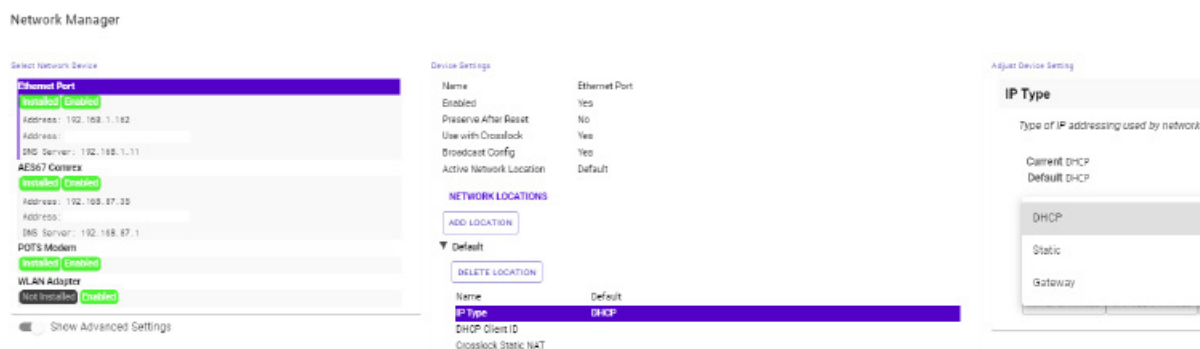 Network Manager
Select Network Device
Ethernet Port
Installed Enabled
Address: 192.168.1.162
Address:
DNS Server: 192.168.1.11
AES67 Comrex
Installed Enabled
Address: 192.168.87.35
Address:
DNS Server: 192.168.87.1
POTS Modem
Installed Enabled
WLAN Adapter
Not Installed Enabled
Show Advanced Settings
Device Settings
Name Ethernet Port
Enabled Yes
Preserve After Reset No
Use with Crosslock Yes
Broadcast Config Yes
Active Network Location Default
NETWORK LOCATIONS
ADD LOCATION
▼ Default
DELETE LOCATION
Name Default
IP Type DHCP
DHCP Client ID
Crosslock Static NAT
Adjust Device Setting
IP Type
Type of IP addressing used by network
Current DHCP
Default DHCP
DHCP
Static
Gateway